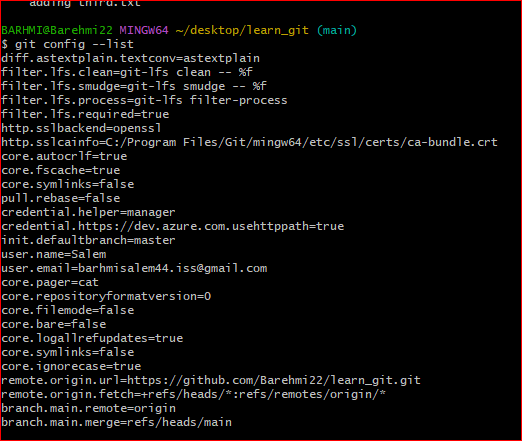 adding third.txt
BARHMI@Barehmi22 MINGW64 ~/desktop/learn_git (main)
$ git config --list
diff.astextplain.textconv=astextplain
filter.lfs.clean=git-lfs clean -- %f
filter.lfs.smudge=git-lfs smudge -- %f
filter.lfs.process=git-lfs filter-process
filter.lfs.required=true
http.sslbackend=openssl
http.sslcainfo=C:/Program Files/Git/mingw64/etc/ssl/certs/ca-bundle.crt
core.autocrlf=true
core.fscache=true
core.symlinks=false
pull.rebase=false
credential.helper=manager
credential.https://dev.azure.com.usehttppath=true
init.defaultbranch=master
user.name=Salem
user.email=barhmisalem44.iss@gmail.com
core.pager=cat
core.repositoryformatversion=0
core.filemode=false
core.bare=false
core.logallrefupdates=true
core.symlinks=false
core.ignorecase=true
remote.origin.url=https://github.com/Barehmi22/learn_git.git
remote.origin.fetch=+refs/heads/*:refs/remotes/origin/*
branch.main.remote=origin
branch.main.merge=refs/heads/main